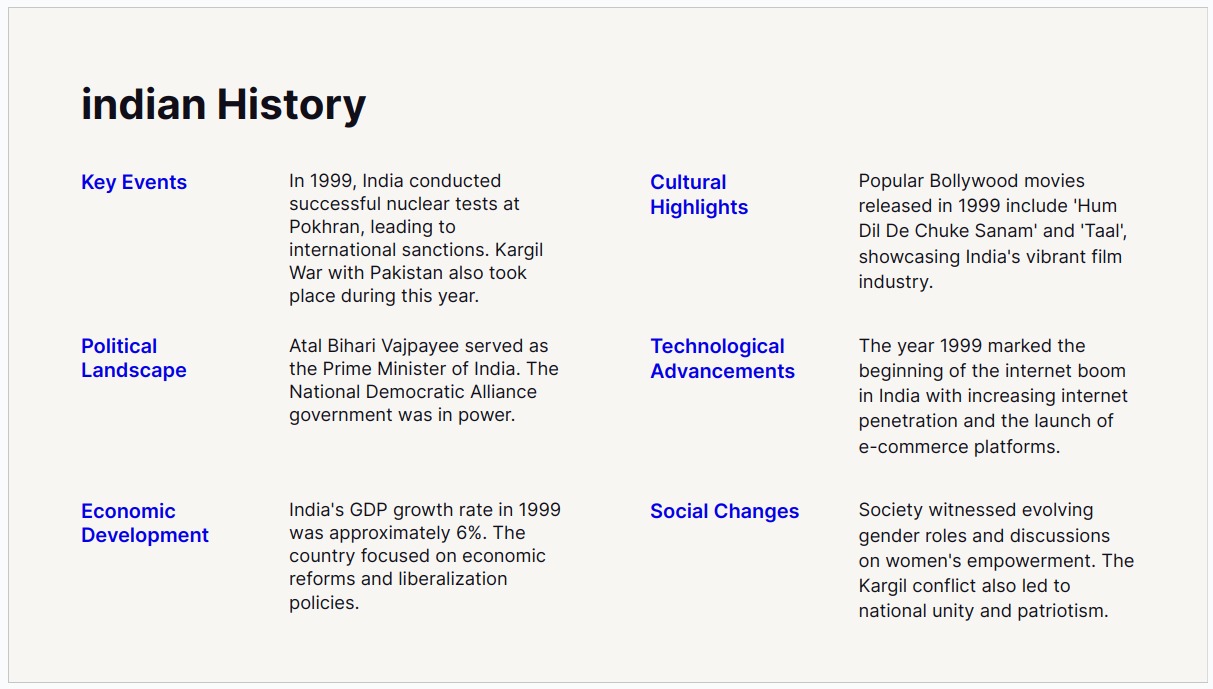 indian History
Key Events
In 1999, India conducted
successful nuclear tests at
Pokhran, leading to
international sanctions. Kargil
War with Pakistan also took
place during this year.
Cultural
Highlights
Popular Bollywood movies
released in 1999 include 'Hum
Dil De Chuke Sanam' and 'Taal',
showcasing India's vibrant film
industry.
Political
Landscape
Atal Bihari Vajpayee served as
the Prime Minister of India. The
National Democratic Alliance
government was in power.
Technological
Advancements
The year 1999 marked the
beginning of the internet boom
in India with increasing internet
penetration and the launch of
e-commerce platforms.
Economic
Development
India's GDP growth rate in 1999
was approximately 6%. The
country focused on economic
reforms and liberalization
policies.
Social Changes
Society witnessed evolving
gender roles and discussions
on women's empowerment. The
Kargil conflict also led to
national unity and patriotism.